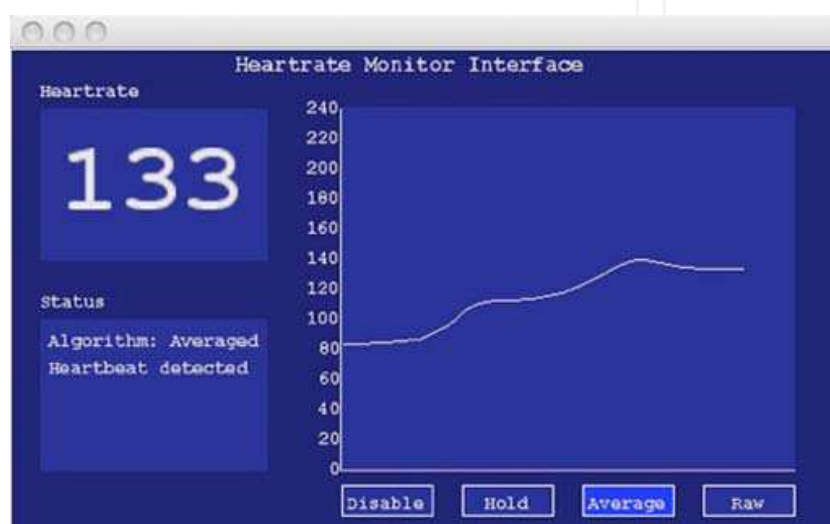 Heartrate Monitor Interface
Heartrate
133
Status
Algorithm: Averaged
Heartbeat detected
240
220
200
180
160
140
120
100
80
60
40
20
0
Disable Hold Average Raw